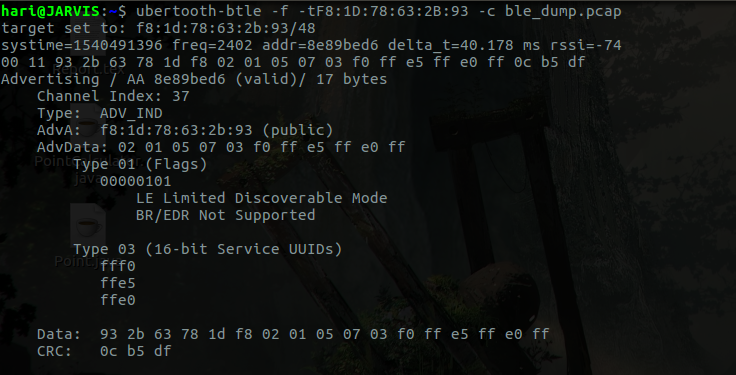 hari@JARVIS:~$ ubertooth-btle -f -tF8:1D:78:63:2B:93 -c ble_dump.pcap
target set to: f8:1d:78:63:2b:93/48
systime=1540491396 freq=2402 addr=8e89bed6 delta_t=40.178 ms rssi=-74
00 11 93 2b 63 78 1d f8 02 01 05 07 03 f0 ff e5 ff e0 ff 0c b5 df
Advertising / AA 8e89bed6 (valid)/ 17 bytes
    Channel Index: 37
    Type:  ADV_IND
    AdvA:  f8:1d:78:63:2b:93 (public)
    AdvData: 02 01 05 07 03 f0 ff e5 ff e0 ff
        Type 01 (Flags)
           00000101
               LE Limited Discoverable Mode
               BR/EDR Not Supported

        Type 03 (16-bit Service UUIDs)
           fff0
           ffe5
           ffe0

    Data:  93 2b 63 78 1d f8 02 01 05 07 03 f0 ff e5 ff e0 ff
    CRC:   0c b5 df